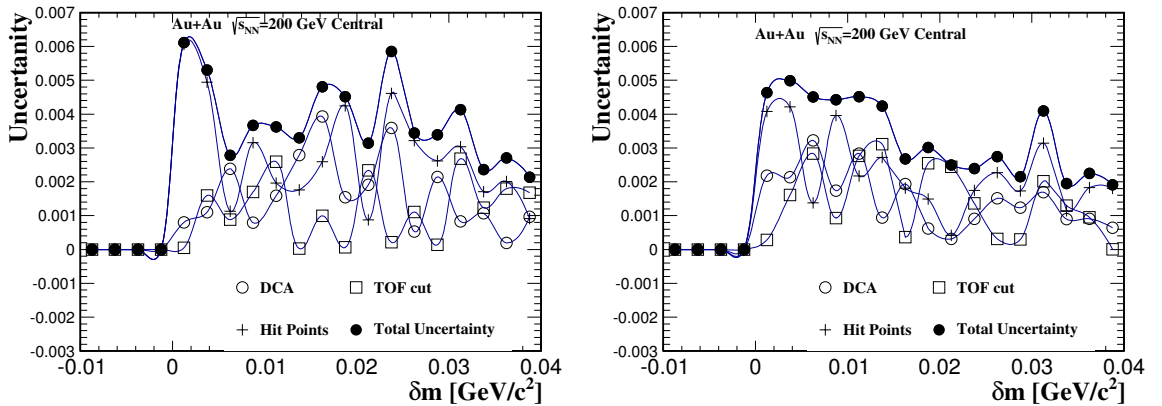 Uncertanity
0.007
0.006
0.005
0.004
0.003
0.002
0.001
0
-0.001
-0.002
-0.003
Au+Au √sNN=200 GeV Central
DCA TOF cut
Hit Points Total Uncertainty
-0.01 0 0.01 0.02 0.03 0.04
δm [GeV/c²]
Uncertanity
0.007
0.006
0.005
0.004
0.003
0.002
0.001
0
-0.001
-0.002
-0.003
Au+Au √sNN=200 GeV Central
DCA TOF cut
Hit Points Total Uncertainty
-0.01 0 0.01 0.02 0.03 0.04
δm [GeV/c²]